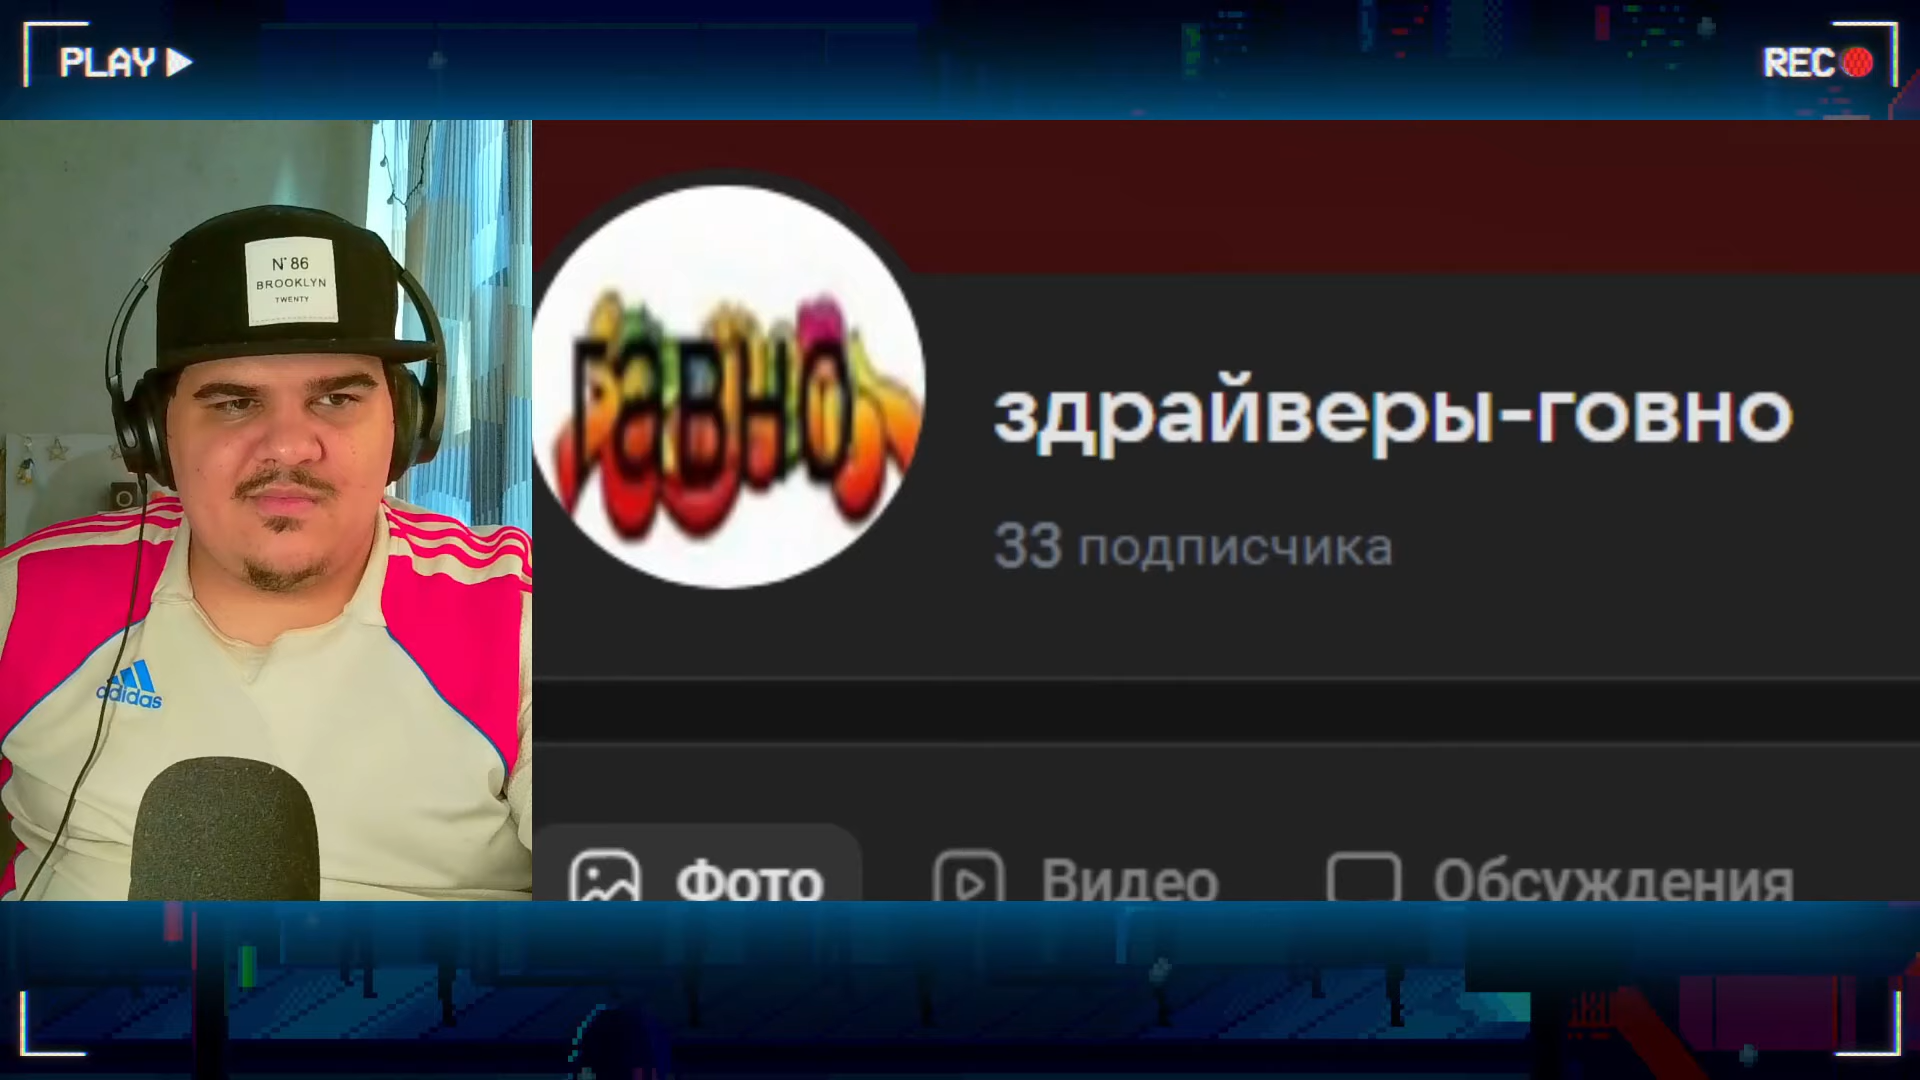 PLAY
REC
N° 86
BROOKLYN
TWENTY
adidas
гавно
здрайверы-говно
33 подписчика
Фото
Видео
Обсуждения